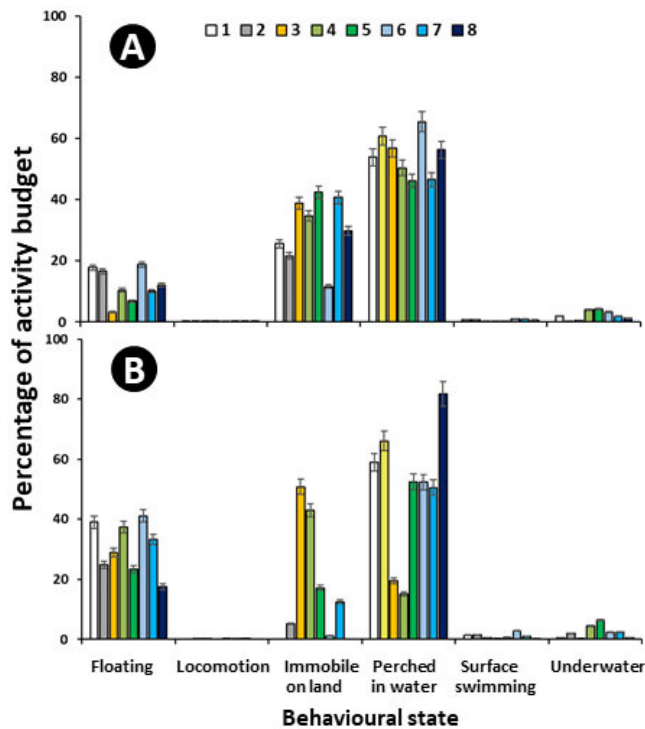 100
80
60
40
20
0
A
1 2 3 4 5 6 7 8
Percentage of activity budget
100
80
60
40
20
0
B
Floating
Locomotion
Immobile
on land
Perched
in water
Surface
swimming
Underwater
Behavioural state